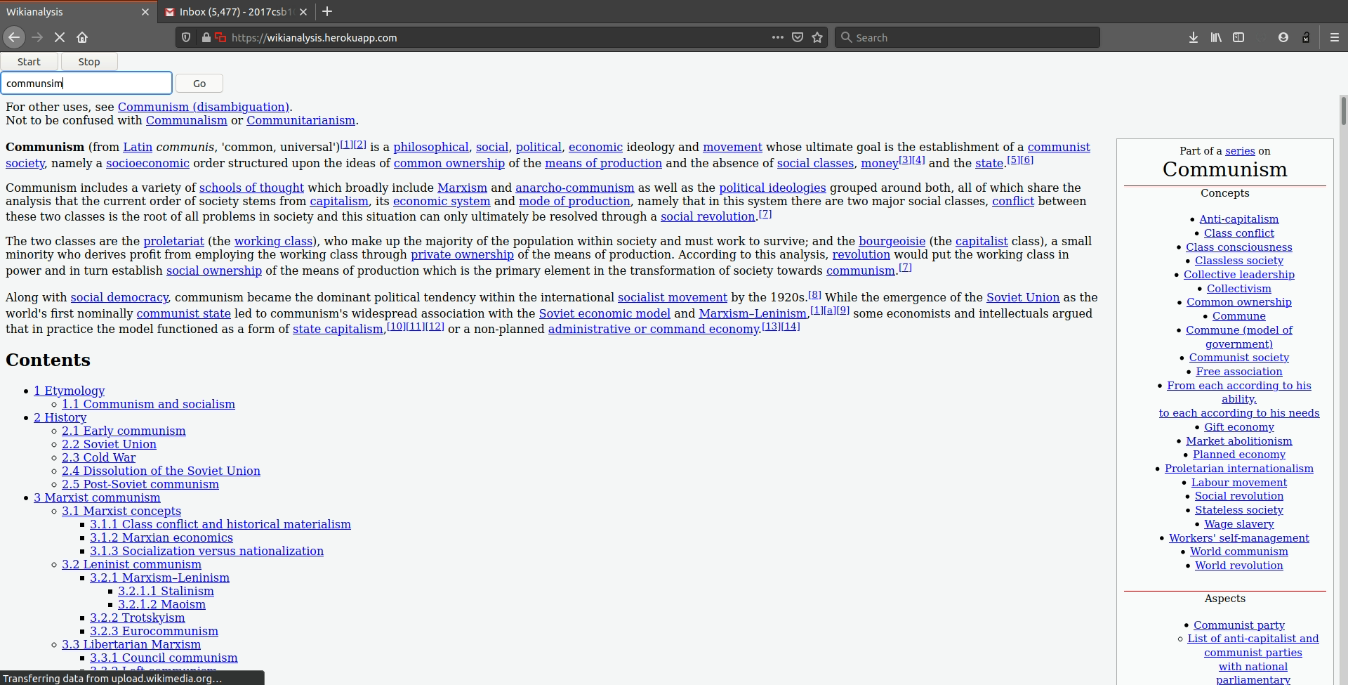 Wikianalysis
Inbox (5,477) - 2017csb1
https://wikianalysis.herokuapp.com
Search
Start Stop
communsim Go
For other uses, see Communism (disambiguation).
Not to be confused with Communalism or Communitarianism.
Communism (from Latin communis, 'common, universal')[1][2] is a philosophical, social, political, economic ideology and movement whose ultimate goal is the establishment of a communist
society, namely a socioeconomic order structured upon the ideas of common ownership of the means of production and the absence of social classes, money[3][4] and the state.[5][6]
Communism includes a variety of schools of thought which broadly include Marxism and anarcho-communism as well as the political ideologies grouped around both, all of which share the
analysis that the current order of society stems from capitalism, its economic system and mode of production, namely that in this system there are two major social classes, conflict between
these two classes is the root of all problems in society and this situation can only ultimately be resolved through a social revolution.[7]
The two classes are the proletariat (the working class), who make up the majority of the population within society and must work to survive; and the bourgeoisie (the capitalist class), a small
minority who derives profit from employing the working class through private ownership of the means of production. According to this analysis, revolution would put the working class in
power and in turn establish social ownership of the means of production which is the primary element in the transformation of society towards communism.[7]
Along with social democracy, communism became the dominant political tendency within the international socialist movement by the 1920s.[8] While the emergence of the Soviet Union as the
world's first nominally communist state led to communism's widespread association with the Soviet economic model and Marxism–Leninism,[1][a][9] some economists and intellectuals argued
that in practice the model functioned as a form of state capitalism,[10][11][12] or a non-planned administrative or command economy.[13][14]
Contents
1 Etymology
1.1 Communism and socialism
2 History
2.1 Early communism
2.2 Soviet Union
2.3 Cold War
2.4 Dissolution of the Soviet Union
2.5 Post-Soviet communism
3 Marxist communism
3.1 Marxist concepts
3.1.1 Class conflict and historical materialism
3.1.2 Marxian economics
3.1.3 Socialization versus nationalization
3.2 Leninist communism
3.2.1 Marxism–Leninism
3.2.1.1 Stalinism
3.2.1.2 Maoism
3.2.2 Trotskyism
3.2.3 Eurocommunism
3.3 Libertarian Marxism
3.3.1 Council communism
Transferring data from upload.wikimedia.org...
Part of a series on
Communism
Concepts
Anti-capitalism
Class conflict
Class consciousness
Classless society
Collective leadership
Collectivism
Common ownership
Commune
Commune (model of
government)
Communist society
Free association
From each according to his
ability,
to each according to his needs
Gift economy
Market abolitionism
Planned economy
Proletarian internationalism
Labour movement
Social revolution
Stateless society
Wage slavery
Workers' self-management
World communism
World revolution
Aspects
Communist party
List of anti-capitalist and
communist parties
with national
parliamentary